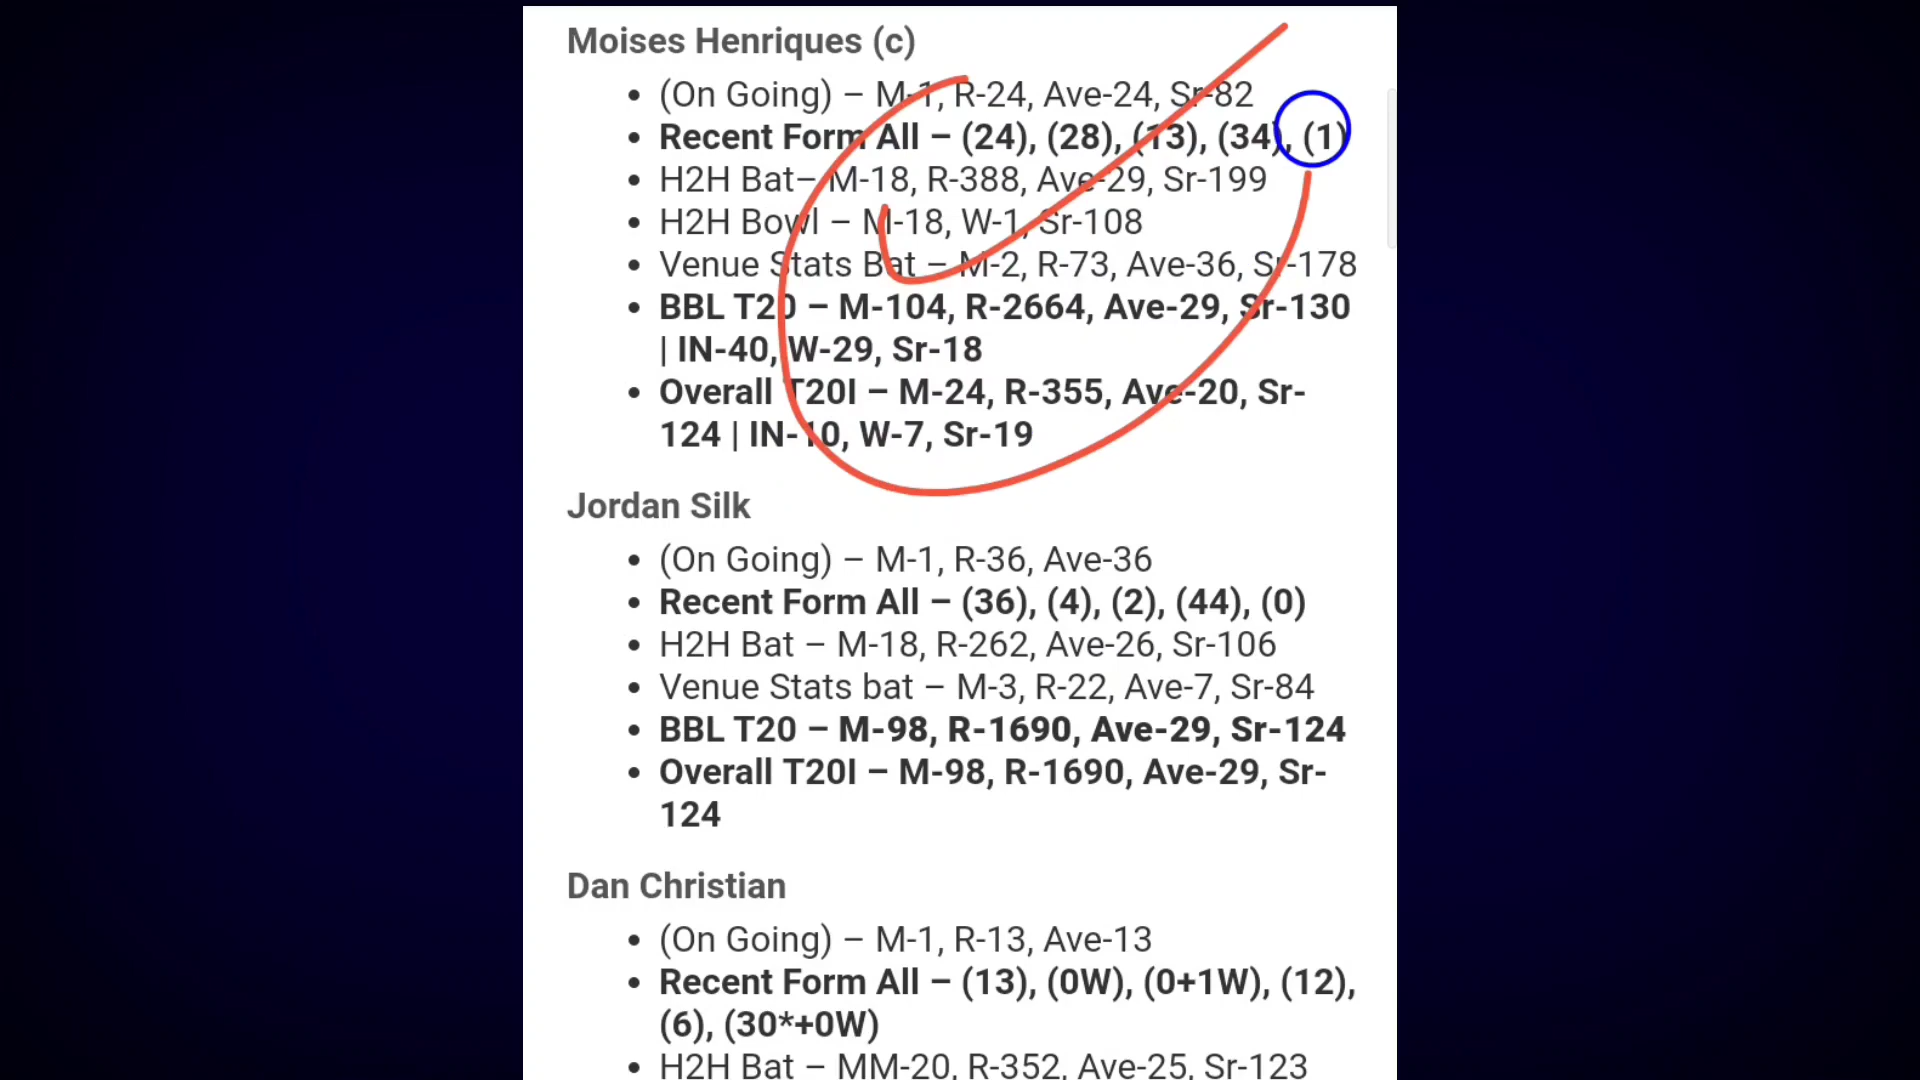 Moises Henriques (c)
• (On Going) – M-1, R-24, Ave-24, Sr-82
• Recent Form All – (24), (28), (13), (34), (1)
• H2H Bat– M-18, R-388, Ave-29, Sr-199
• H2H Bowl – M-18, W-1, Sr-108
• Venue Stats Bat – M-2, R-73, Ave-36, Sr-178
• BBL T20 – M-104, R-2664, Ave-29, Sr-130
| IN-40, W-29, Sr-18
• Overall T20I – M-24, R-355, Ave-20, Sr-
124 | IN-10, W-7, Sr-19
Jordan Silk
• (On Going) – M-1, R-36, Ave-36
• Recent Form All – (36), (4), (2), (44), (0)
• H2H Bat – M-18, R-262, Ave-26, Sr-106
• Venue Stats bat – M-3, R-22, Ave-7, Sr-84
• BBL T20 – M-98, R-1690, Ave-29, Sr-124
• Overall T20I – M-98, R-1690, Ave-29, Sr-
124
Dan Christian
• (On Going) – M-1, R-13, Ave-13
• Recent Form All – (13), (0W), (0+1W), (12),
(6), (30*+0W)
• H2H Bat – MM-20, R-352, Ave-25, Sr-123